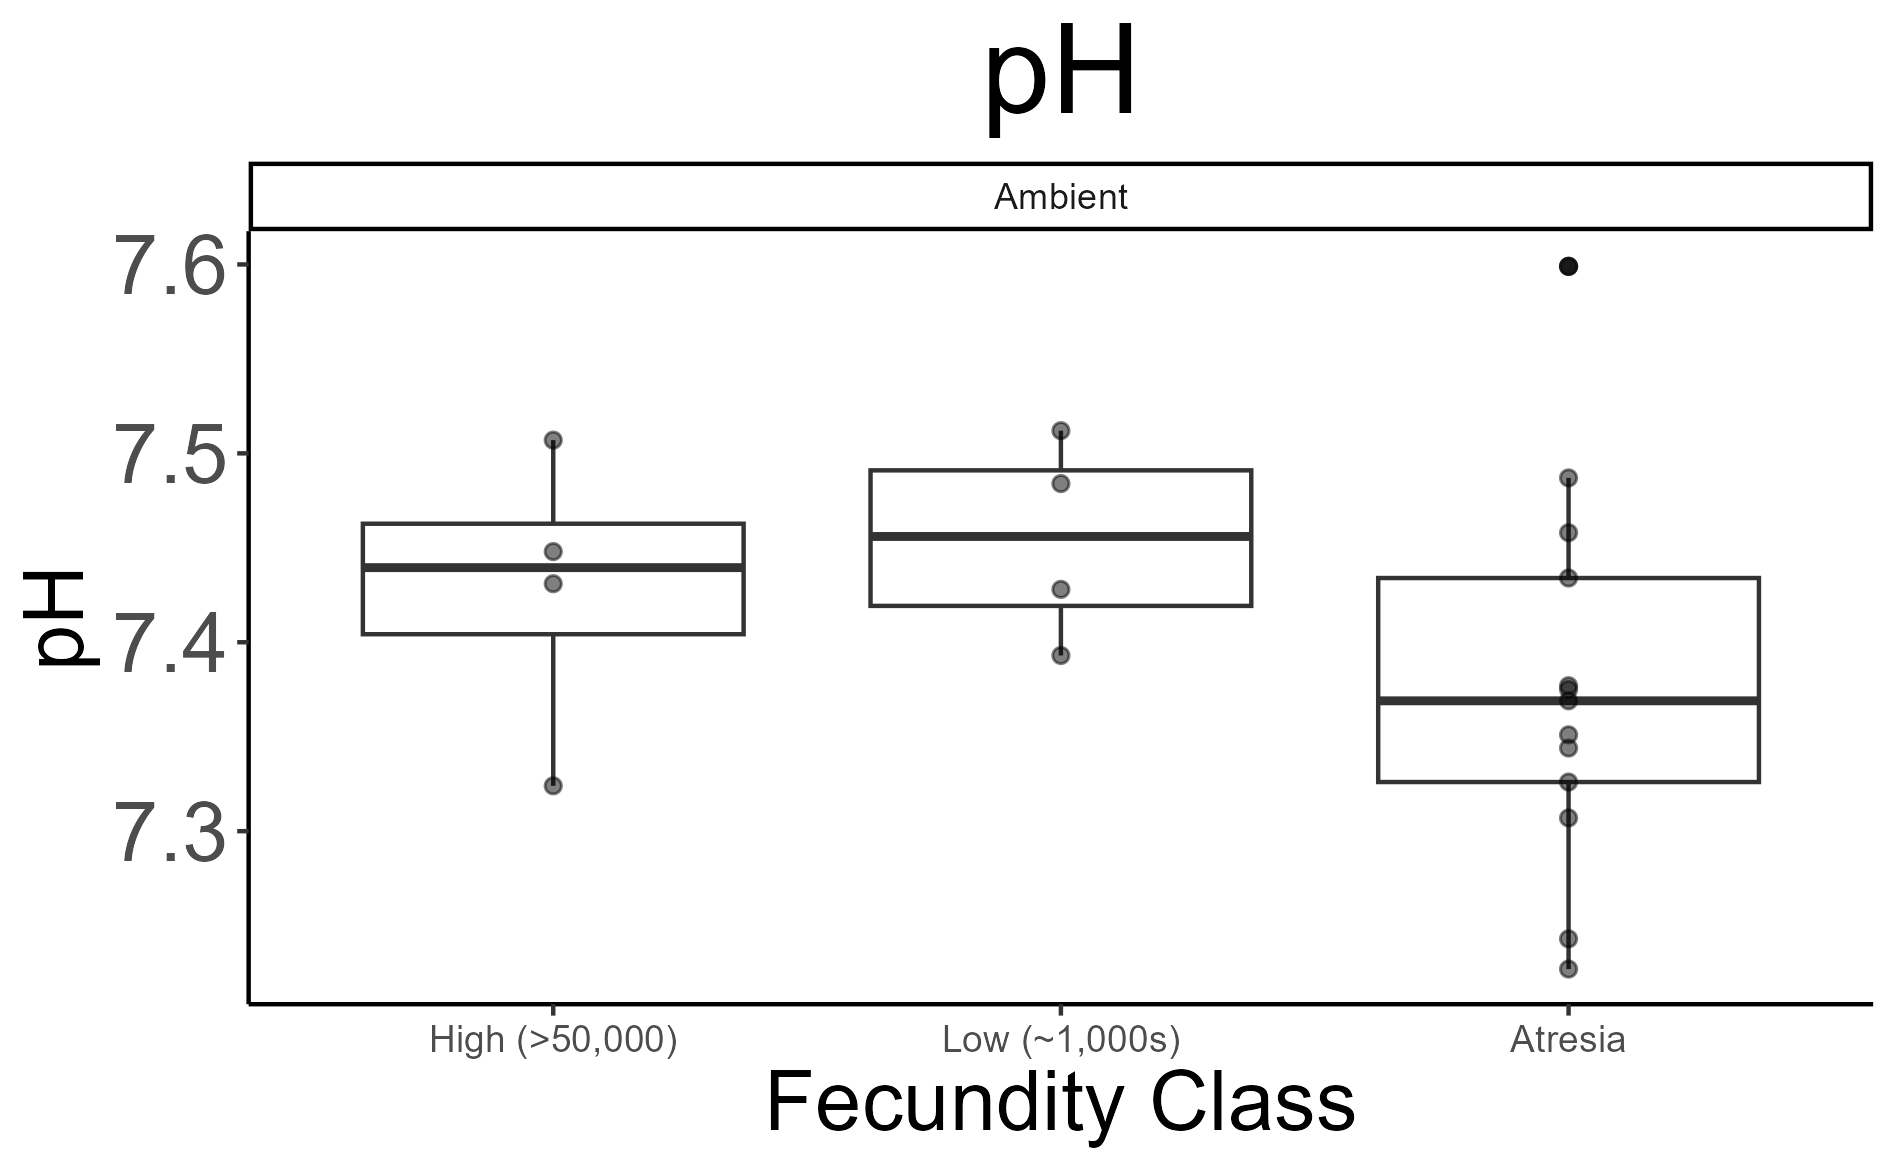 pH
Ambient
7.6
7.5
7.4
7.3
pH
High (>50,000)
Low (~1,000s)
Atresia
Fecundity Class